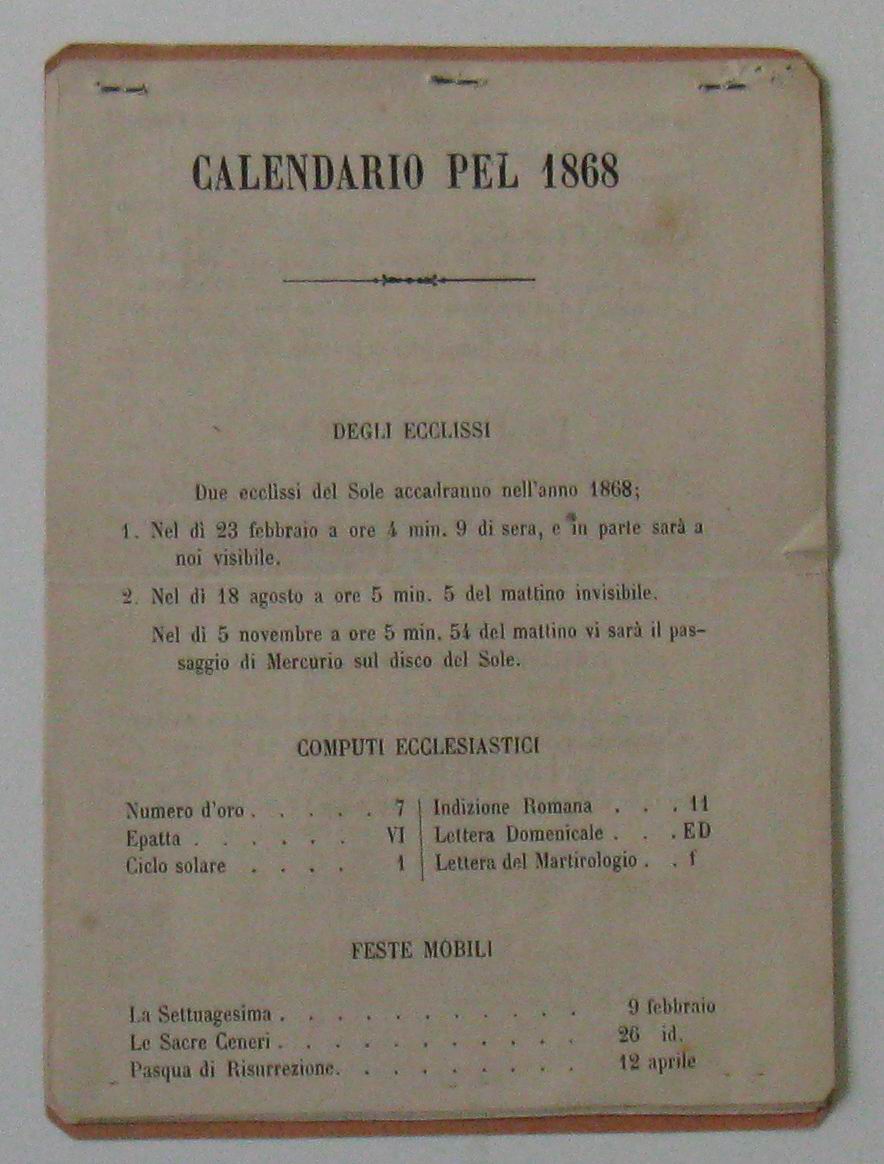 CALENDARIO PEL 1868
DEGLI ECCLISSI
Due ecclissi del Sole accadranno nell'anno 1868;
1. Nel dì 23 febbraio a ore 4 min. 9 di sera, e in parte sarà a
noi visibile.
2. Nel dì 18 agosto a ore 5 min. 5 del mattino invisibile.
Nel dì 5 novembre a ore 5 min. 54 del mattino vi sarà il pas-
saggio di Mercurio sul disco del Sole.
COMPUTI ECCLESIASTICI
Numero d'oro . . . . . 7 | Indizione Romana . . . 11
Epatta . . . . . . VI | Lettera Domenicale . . . ED
Ciclo solare . . . . 1 | Lettera del Martirologio . . f
FESTE MOBILI
La Settuagesima . . . . . . . . . . . 9 febbraio
Le Sacre Ceneri . . . . . . . . . . . 26 id.
Pasqua di Risurrezione. . . . . . . . . 12 aprile